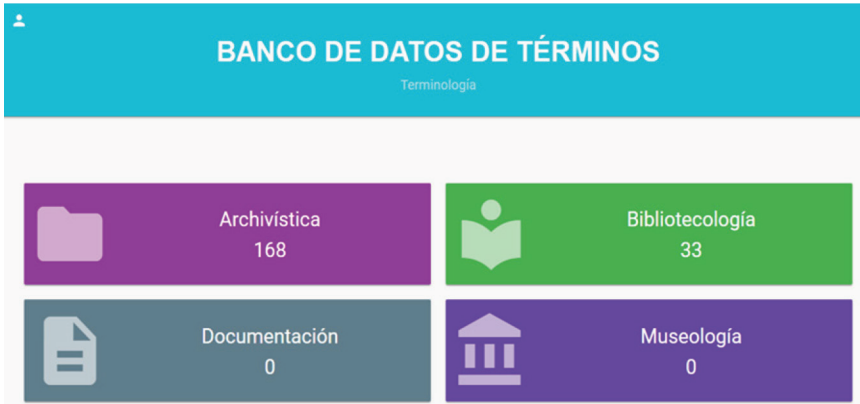 BANCO DE DATOS DE TÉRMINOS
Terminología
Archivística
168
Bibliotecología
33
Documentación
0
Museología
0